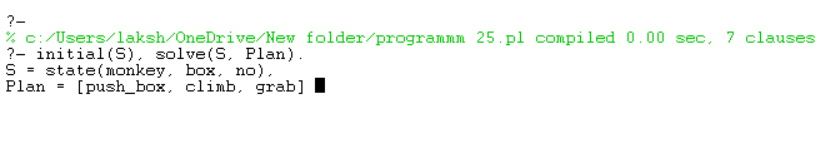 ?-
% c:/Users/laksh/OneDrive/New folder/programmm 25.pl compiled 0.00 sec, 7 clauses
?- initial(S), solve(S, Plan).
S = state(monkey, box, no),
Plan = [push_box, climb, grab]